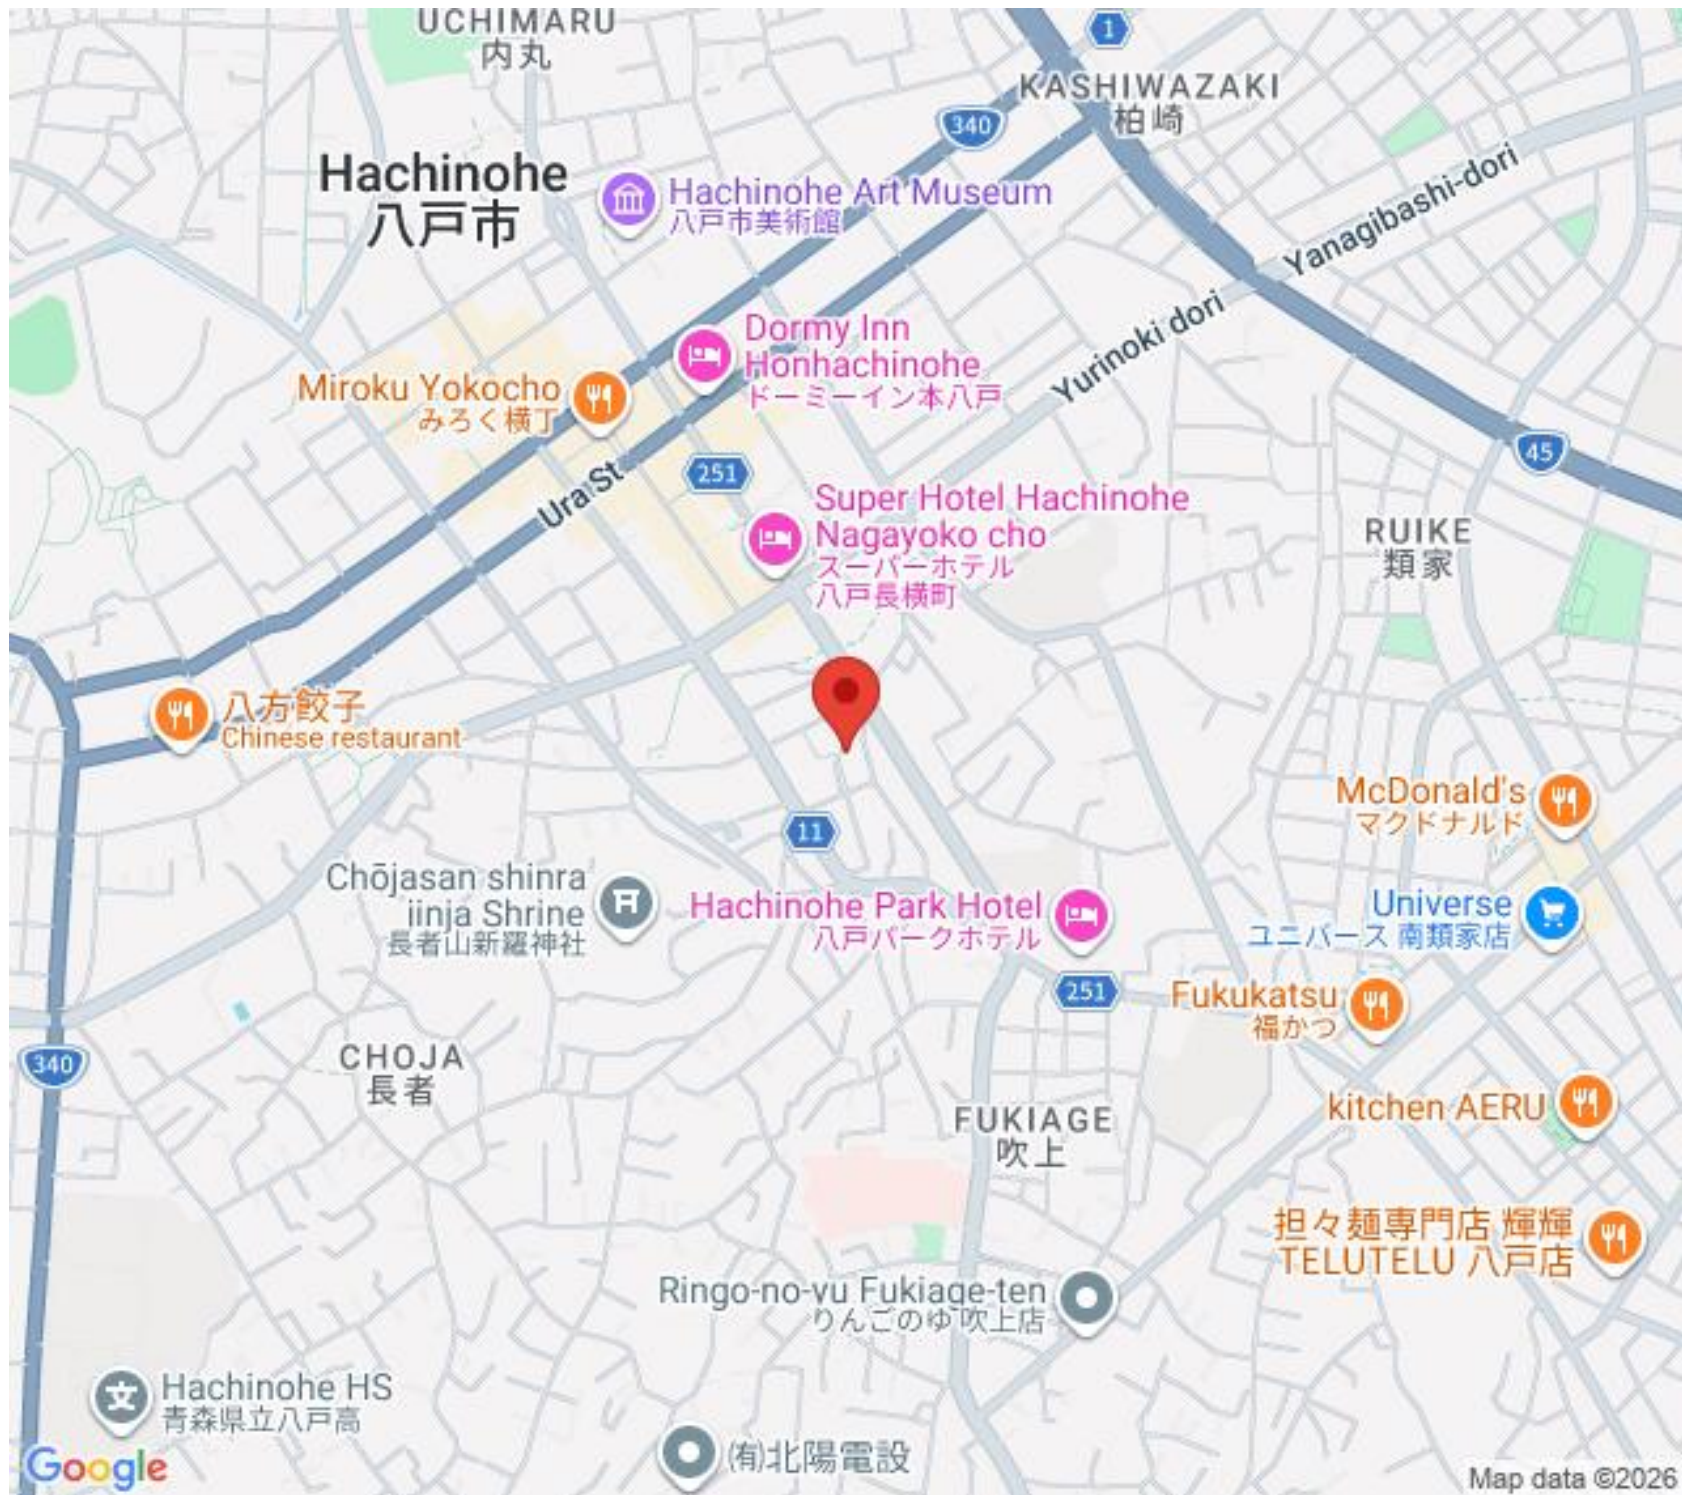 UCHIMARU
内丸
1
KASHIWAZAKI
柏崎
340
Hachinohe
八戸市
Hachinohe Art Museum
八戸市美術館
Yanagibashi-dori
Yurinoki dori
Dormy Inn
Honhachinohe
ドーミーイン本八戸
Miroku Yokocho
みろく横丁
251
Ura St
45
Super Hotel Hachinohe
Nagayoko cho
スーパーホテル
八戸長横町
RUIKE
類家
八方餃子
Chinese restaurant
McDonald's
マクドナルド
11
Chōjasan shinra
jinja Shrine
長者山新羅神社
Hachinohe Park Hotel
八戸パークホテル
Universe
ユニバース 南類家店
251
Fukukatsu
福かつ
340
CHOJA
長者
FUKIAGE
吹上
kitchen AERU
担々麺専門店 輝輝
TELUTELU 八戸店
Ringo-no-yu Fukiage-ten
りんごのゆ 吹上店
Hachinohe HS
青森県立八戸高
㈲北陽電設
Google
Map data ©2026